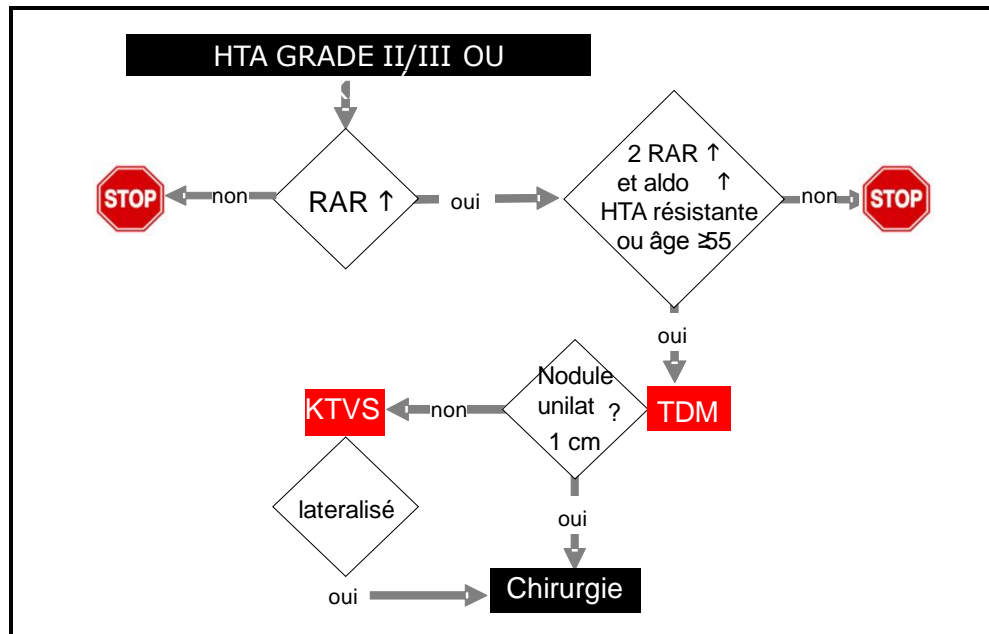 HTA GRADE II/III OU
STOP
non
RAR ↑
oui
2 RAR ↑
et aldo ↑
HTA résistante
ou âge ≥55
non
STOP
oui
TDM
Nodule
unilat ?
1 cm
non
KTVS
lateralisé
oui
oui
Chirurgie